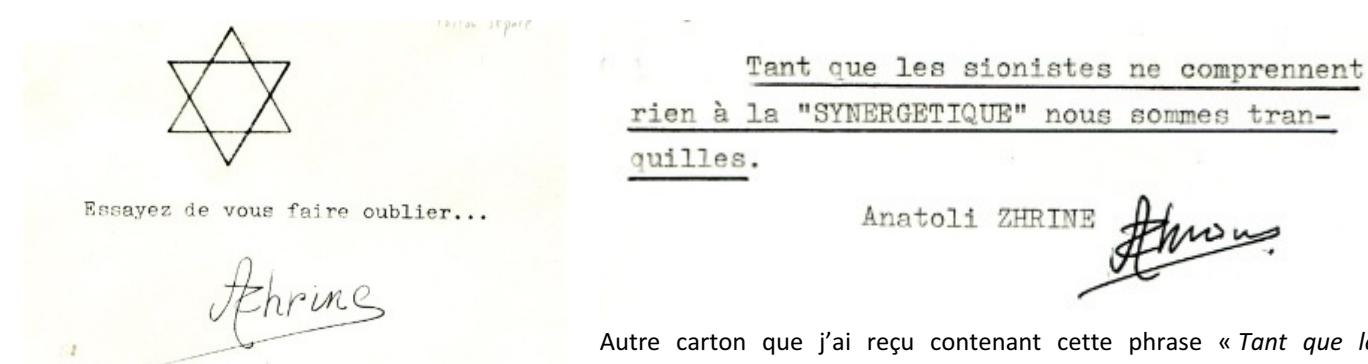 Essayez de vous faire oublier...
AZhrine
Tant que les sionistes ne comprennent
rien à la "SYNERGETIQUE" nous sommes tran-
quilles.
Anatoli ZHRINE
Autre carton que j'ai reçu contenant cette phrase « Tant que